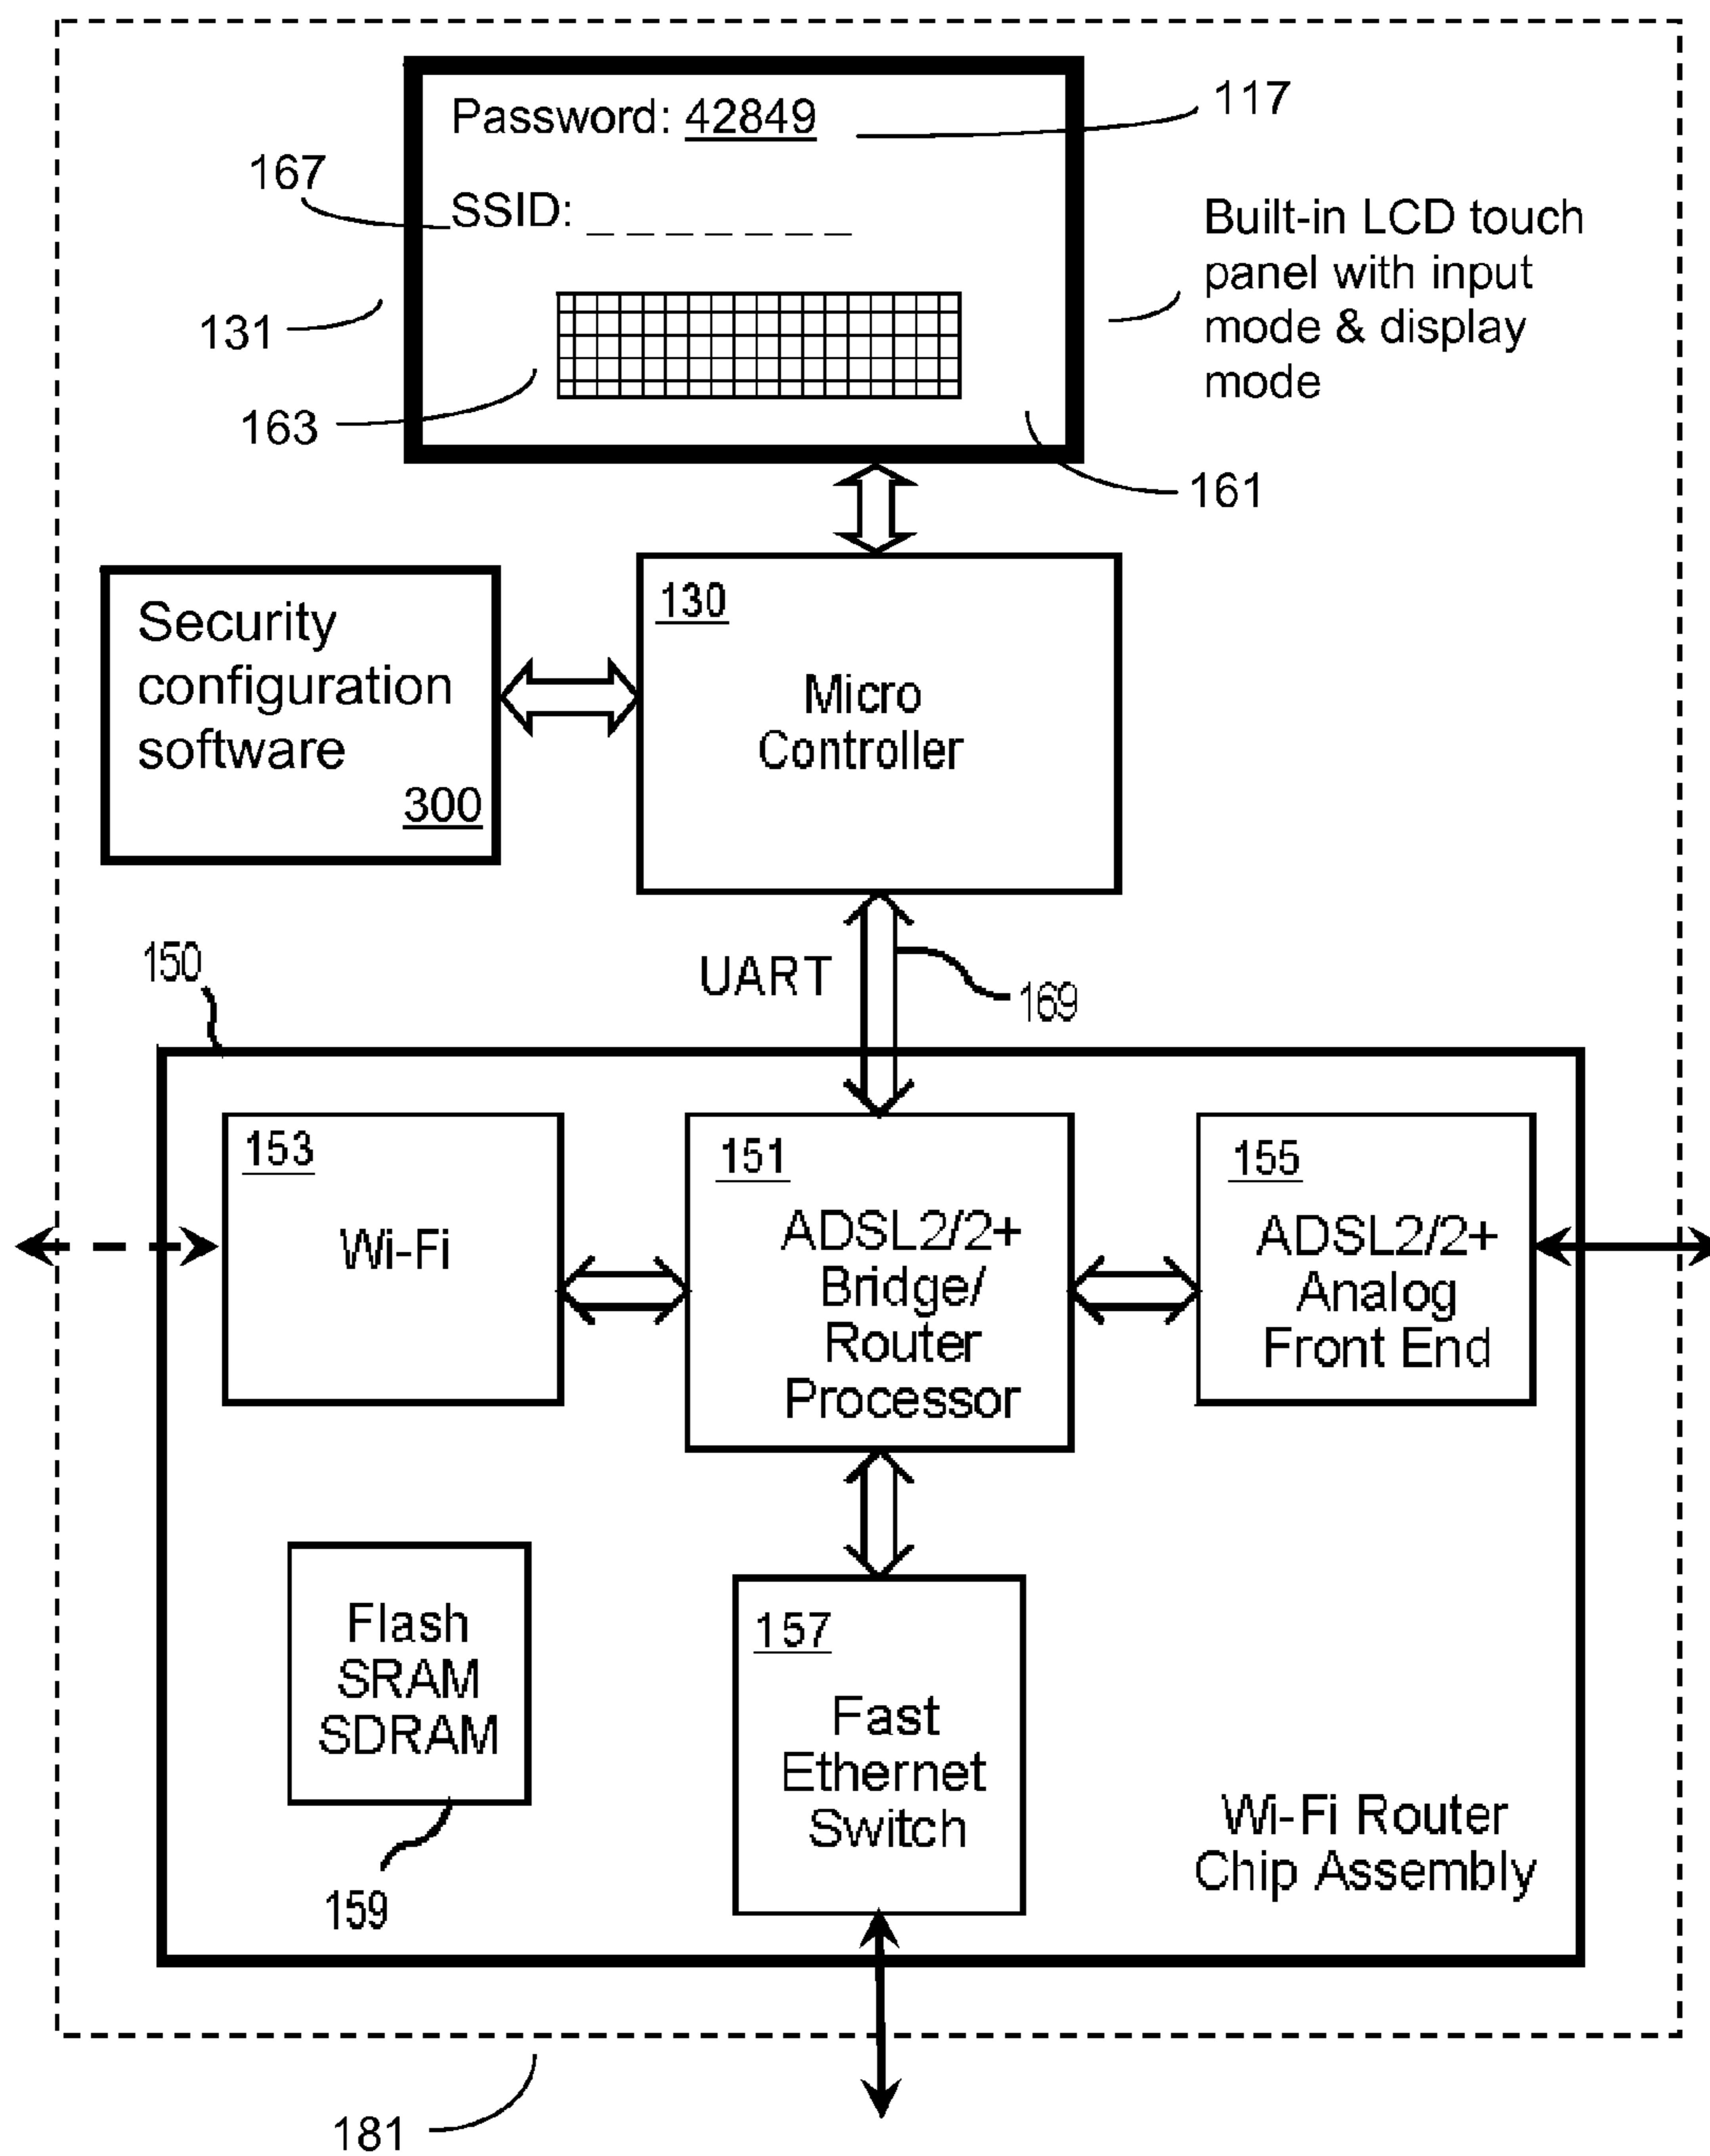 Password: 42849
117
167
SSID: _ _ _ _ _ _ _
Built-in LCD touch
panel with input
mode & display
mode
131
163
161
130
Micro
Controller
Security
configuration
software
300
150
UART
169
153
Wi-Fi
151
ADSL2/2+
Bridge/
Router
Processor
155
ADSL2/2+
Analog
Front End
Flash
SRAM
SDRAM
159
157
Fast
Ethernet
Switch
Wi-Fi Router
Chip Assembly
181